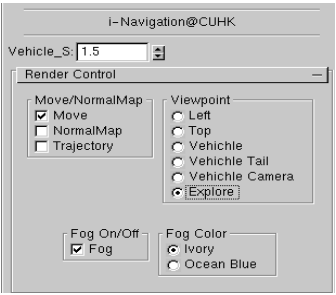 i-Navigation@CUHK
Vehicle_S: 1.5
Render Control
Move/NormalMap
Move
NormalMap
Trajectory
Viewpoint
Left
Top
Vehichle
Vehichle Tail
Vehichle Camera
Explore
Fog On/Off
Fog
Fog Color
Ivory
Ocean Blue